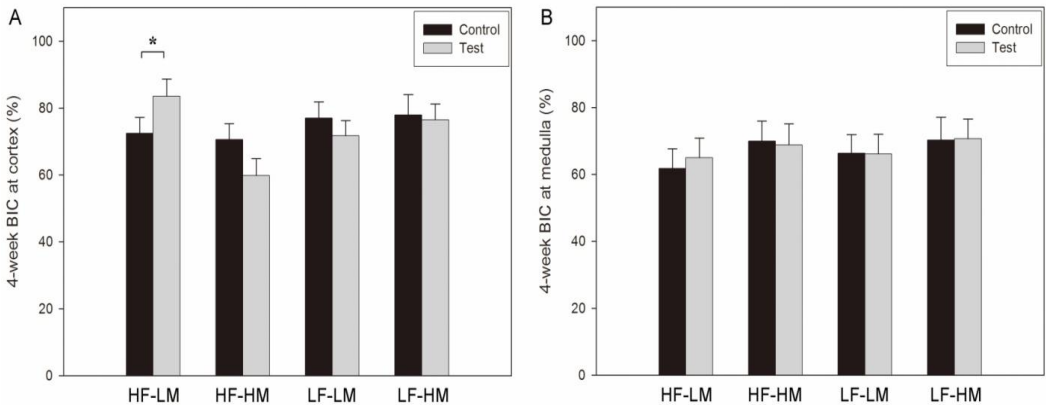 A
4-week BIC at cortex (%)
100
80
60
40
20
0
Control
Test
*
HF-LM
HF-HM
LF-LM
LF-HM
B
4-week BIC at medulla (%)
100
80
60
40
20
0
Control
Test
HF-LM
HF-HM
LF-LM
LF-HM